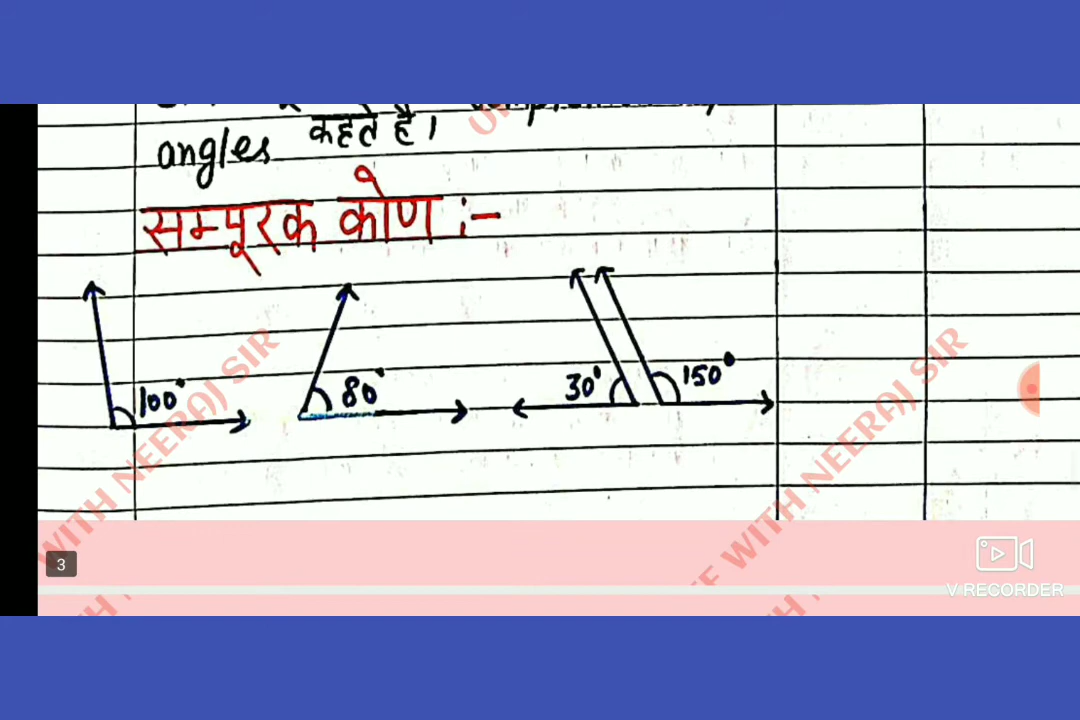 angles कहते है।
सम्पूरक कोण :-
100° 80° 30° 150°
WITH NEERAJ SIR
WITH NEERAJ SIR
3
V RECORDER